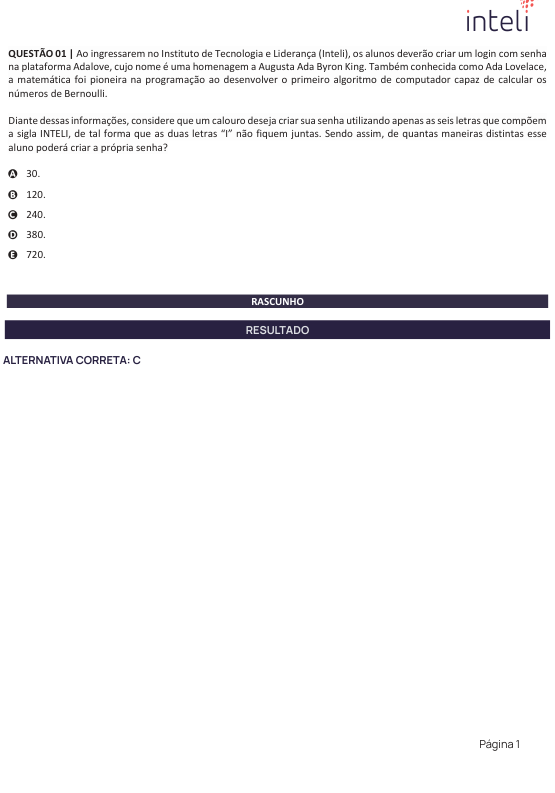 inteli
QUESTÃO 01 | Ao ingressarem no Instituto de Tecnologia e Liderança (Inteli), os alunos deverão criar um login com senha
na plataforma Adalove, cujo nome é uma homenagem a Augusta Ada Byron King. Também conhecida como Ada Lovelace,
a matemática foi pioneira na programação ao desenvolver o primeiro algoritmo de computador capaz de calcular os
números de Bernoulli.
Diante dessas informações, considere que um calouro deseja criar sua senha utilizando apenas as seis letras que compõem
a sigla INTELI, de tal forma que as duas letras “I” não fiquem juntas. Sendo assim, de quantas maneiras distintas esse
aluno poderá criar a própria senha?
A 30.
B 120.
C 240.
D 380.
E 720.
RASCUNHO
RESULTADO
ALTERNATIVA CORRETA: C
Página 1